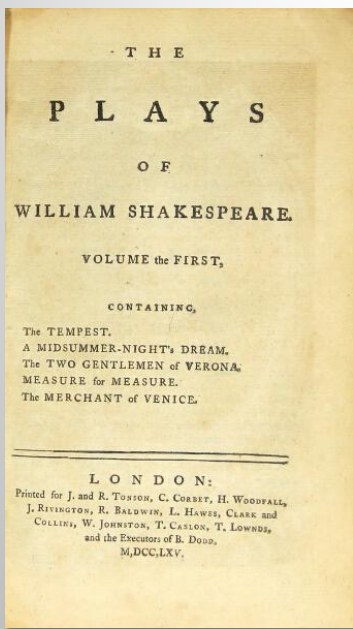 THE
PLAYS
OF
WILLIAM SHAKESPEARE.
VOLUME the FIRST,
CONTAINING,
The TEMPEST.
A MIDSUMMER-NIGHT's DREAM.
The TWO GENTLEMEN of VERONA.
MEASURE for MEASURE.
The MERCHANT of VENICE.
LONDON:
Printed for J. and R. TONSON, C. CORBET, H. WOODFALL,
J. RIVINGTON, R. BALDWIN, L. HAWES, CLARK and
COLLINS, W. JOHNSTON, T. CASLON, T. LOWNDS,
and the Executors of B. DODD,
M,DCC,LXV.